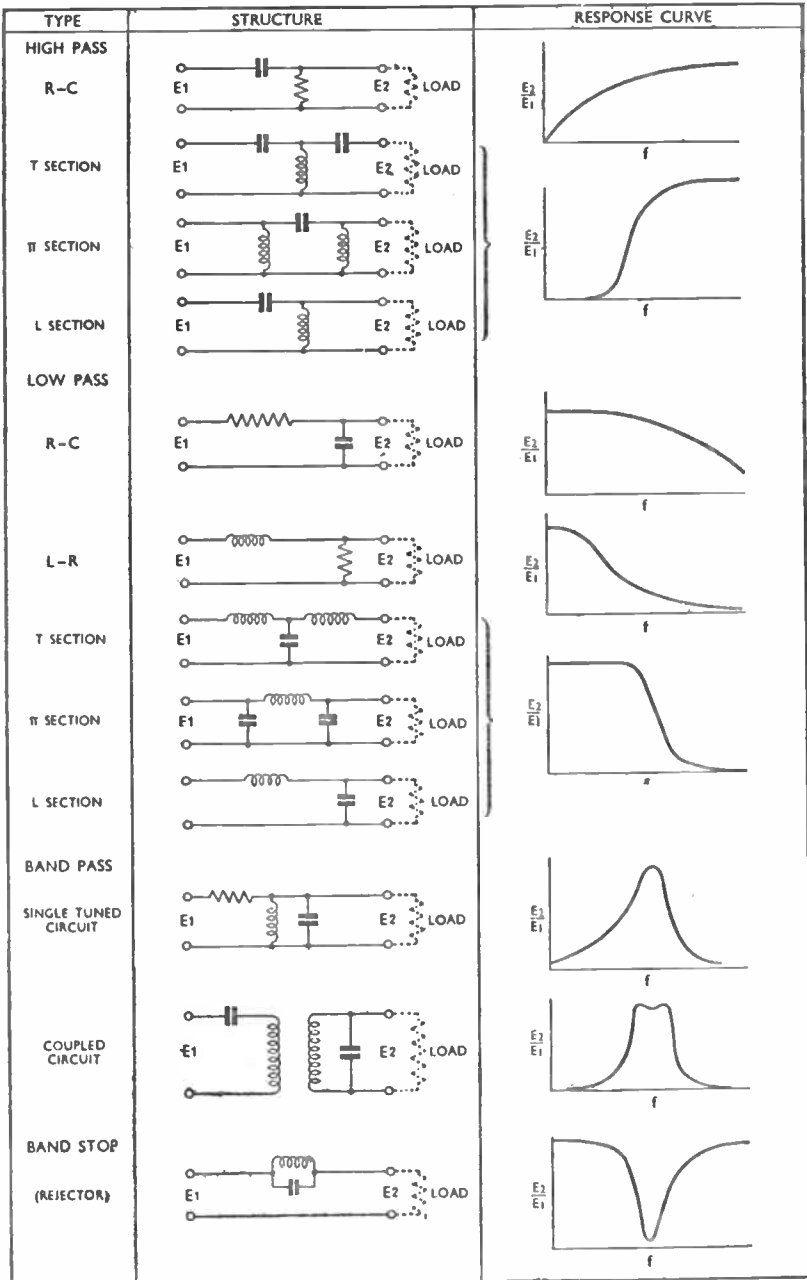 TYPE STRUCTURE RESPONSE CURVE
HIGH PASS
R-C E1 E2 LOAD E2/E1 f
T SECTION E1 E2 LOAD
E2/E1 f
π SECTION E1 E2 LOAD
L SECTION E1 E2 LOAD
LOW PASS
R-C E1 E2 LOAD E2/E1 f
L-R E1 E2 LOAD E2/E1 f
T SECTION E1 E2 LOAD
π SECTION E1 E2 LOAD E2/E1
L SECTION E1 E2 LOAD
BAND PASS
SINGLE TUNED
CIRCUIT
E1 E2 LOAD E2/E1 f
COUPLED
CIRCUIT
E1 E2 LOAD E2/E1 f
BAND STOP
(REJECTOR) E1 E2 LOAD E2/E1 f